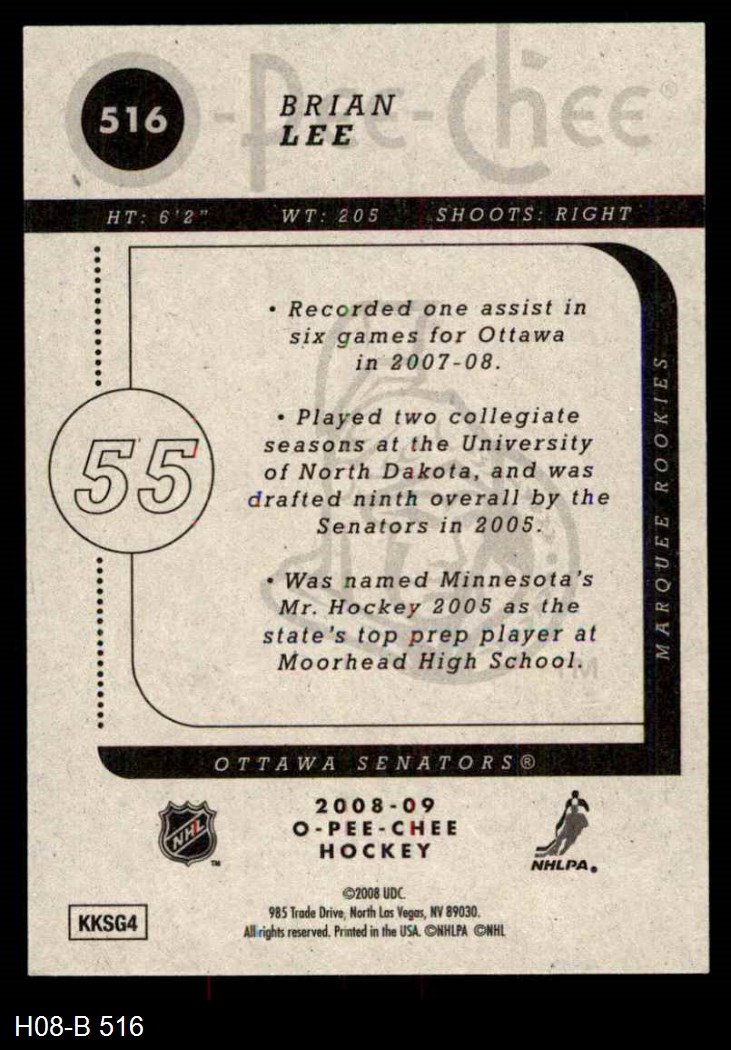 O-Pee-Chee®
516
BRIAN
LEE
HT: 6'2" WT: 205 SHOOTS: RIGHT
• Recorded one assist in
six games for Ottawa
in 2007-08.
• Played two collegiate
seasons at the University
of North Dakota, and was
drafted ninth overall by the
Senators in 2005.
• Was named Minnesota's
Mr. Hockey 2005 as the
state's top prep player at
Moorhead High School.
TM
55
MARQUEE ROOKIES
OTTAWA SENATORS®
NHL
TM
2008-09
O-PEE-CHEE
HOCKEY
NHLPA®
©2008 UDC.
985 Trade Drive, North Las Vegas, NV 89030.
All rights reserved. Printed in the USA. ©NHLPA ©NHL
KKSG4
H08-B 516